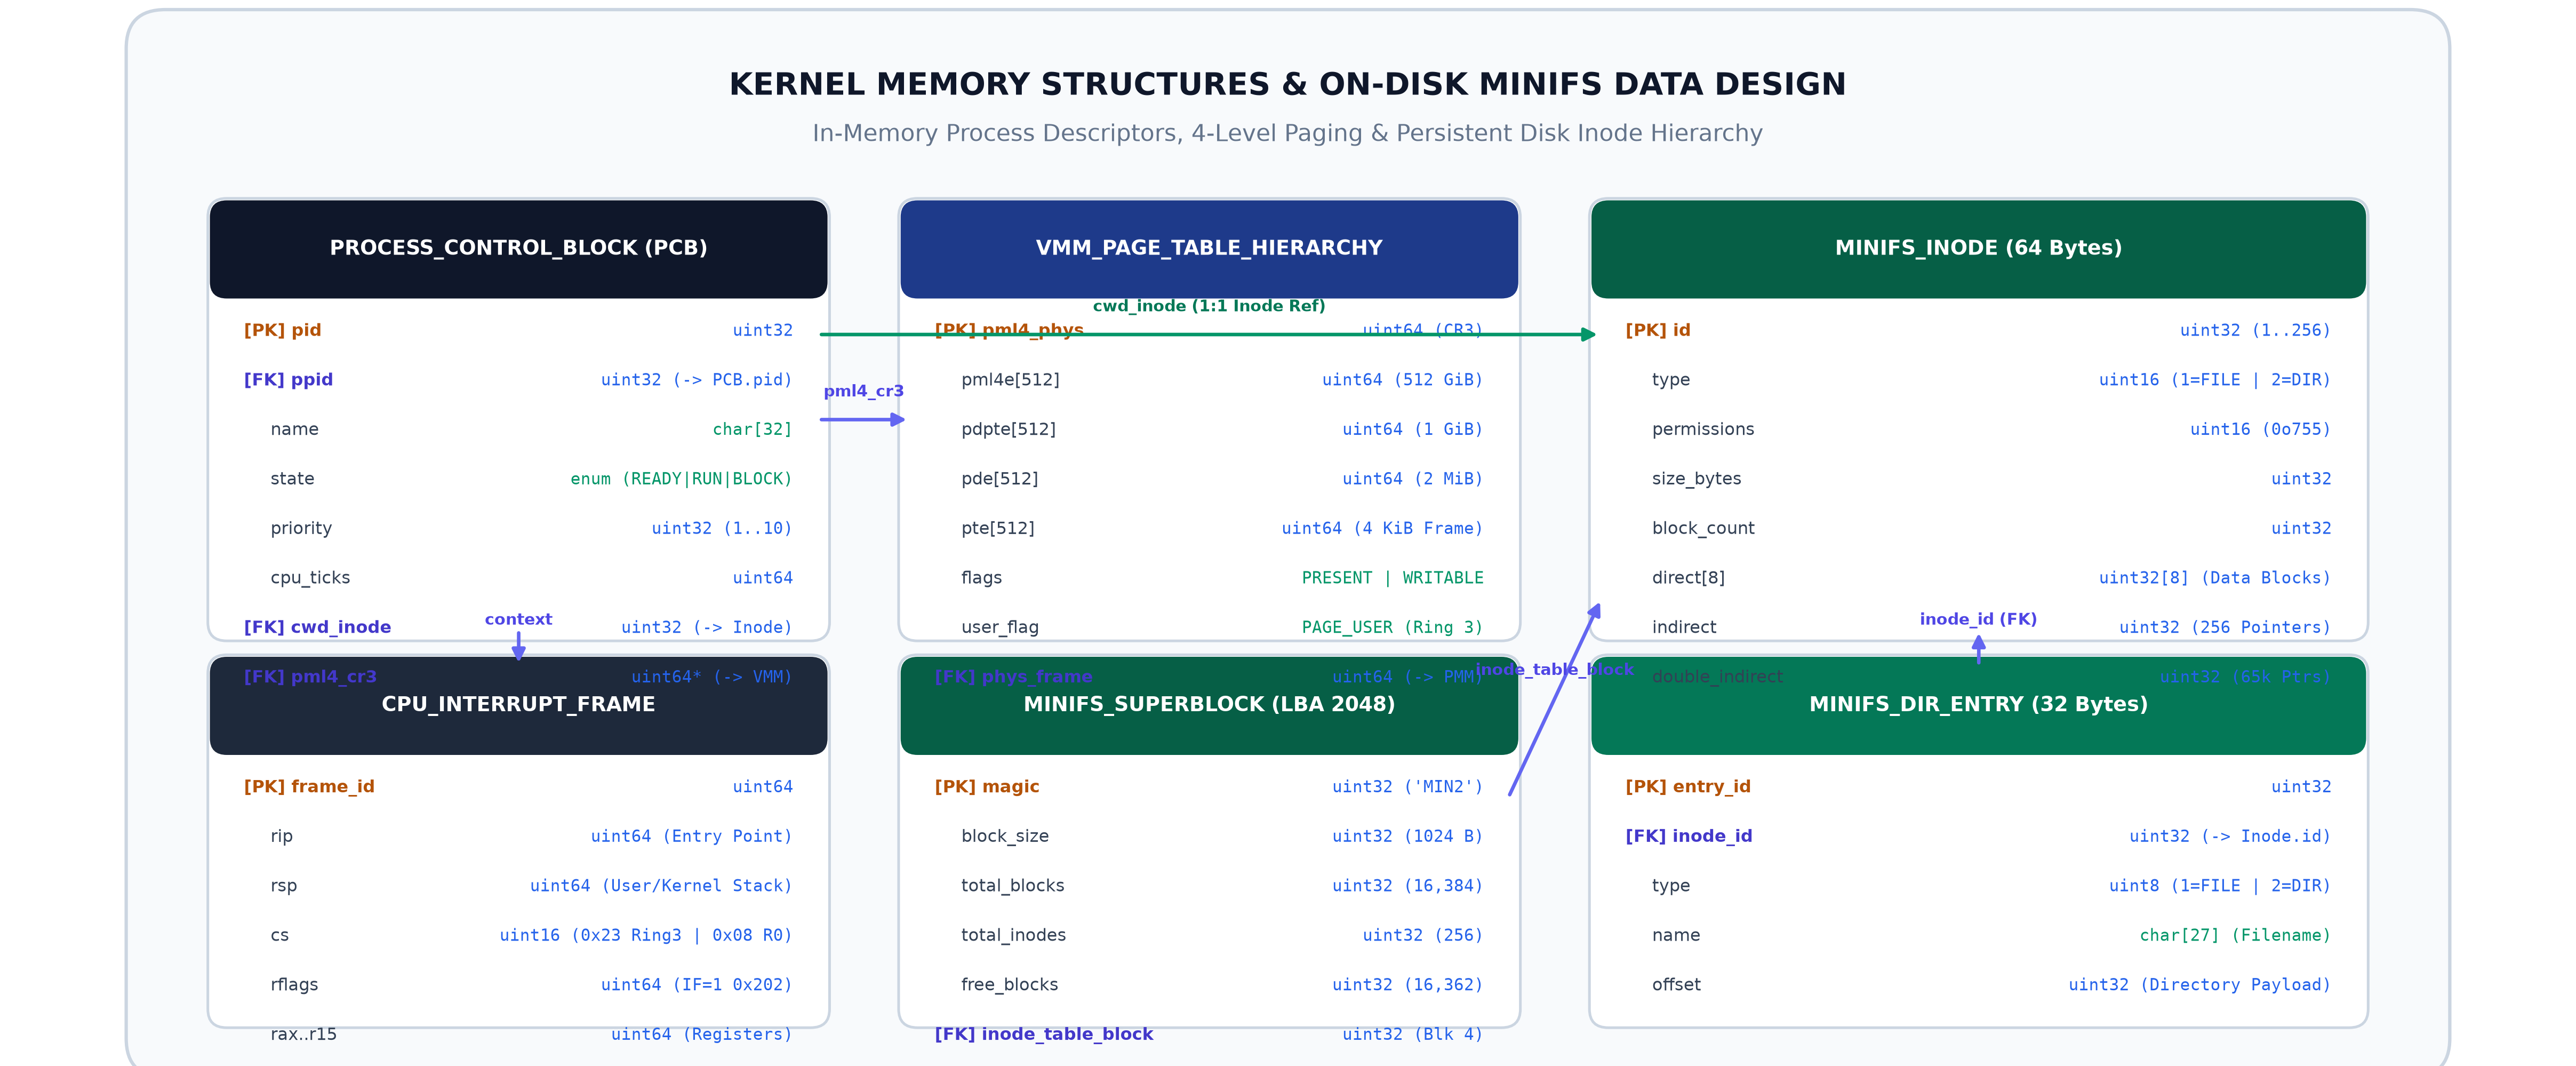 KERNEL MEMORY STRUCTURES & ON-DISK MINIFS DATA DESIGN
In-Memory Process Descriptors, 4-Level Paging & Persistent Disk Inode Hierarchy
PROCESS_CONTROL_BLOCK (PCB)
[PK] pid uint32
[FK] ppid uint32 (-> PCB.pid)
name char[32]
state enum (READY|RUN|BLOCK)
priority uint32 (1..10)
cpu_ticks uint64
[FK] cwd_inode uint32 (-> Inode)
[FK] pml4_cr3 uint64* (-> VMM)
context
cwd_inode (1:1 Inode Ref)
pml4_cr3
VMM_PAGE_TABLE_HIERARCHY
[PK] pml4_phys uint64 (CR3)
pml4e[512] uint64 (512 GiB)
pdpte[512] uint64 (1 GiB)
pde[512] uint64 (2 MiB)
pte[512] uint64 (4 KiB Frame)
flags PRESENT | WRITABLE
user_flag PAGE_USER (Ring 3)
[FK] phys_frame uint64 (-> PMM)
inode_table_block
MINIFS_INODE (64 Bytes)
[PK] id uint32 (1..256)
type uint16 (1=FILE | 2=DIR)
permissions uint16 (0o755)
size_bytes uint32
block_count uint32
direct[8] uint32[8] (Data Blocks)
indirect uint32 (256 Pointers)
double_indirect uint32 (65k Ptrs)
inode_id (FK)
CPU_INTERRUPT_FRAME
[PK] frame_id uint64
rip uint64 (Entry Point)
rsp uint64 (User/Kernel Stack)
cs uint16 (0x23 Ring3 | 0x08 R0)
rflags uint64 (IF=1 0x202)
rax..r15 uint64 (Registers)
MINIFS_SUPERBLOCK (LBA 2048)
[PK] magic uint32 ('MIN2')
block_size uint32 (1024 B)
total_blocks uint32 (16,384)
total_inodes uint32 (256)
free_blocks uint32 (16,362)
[FK] inode_table_block uint32 (Blk 4)
MINIFS_DIR_ENTRY (32 Bytes)
[PK] entry_id uint32
[FK] inode_id uint32 (-> Inode.id)
type uint8 (1=FILE | 2=DIR)
name char[27] (Filename)
offset uint32 (Directory Payload)